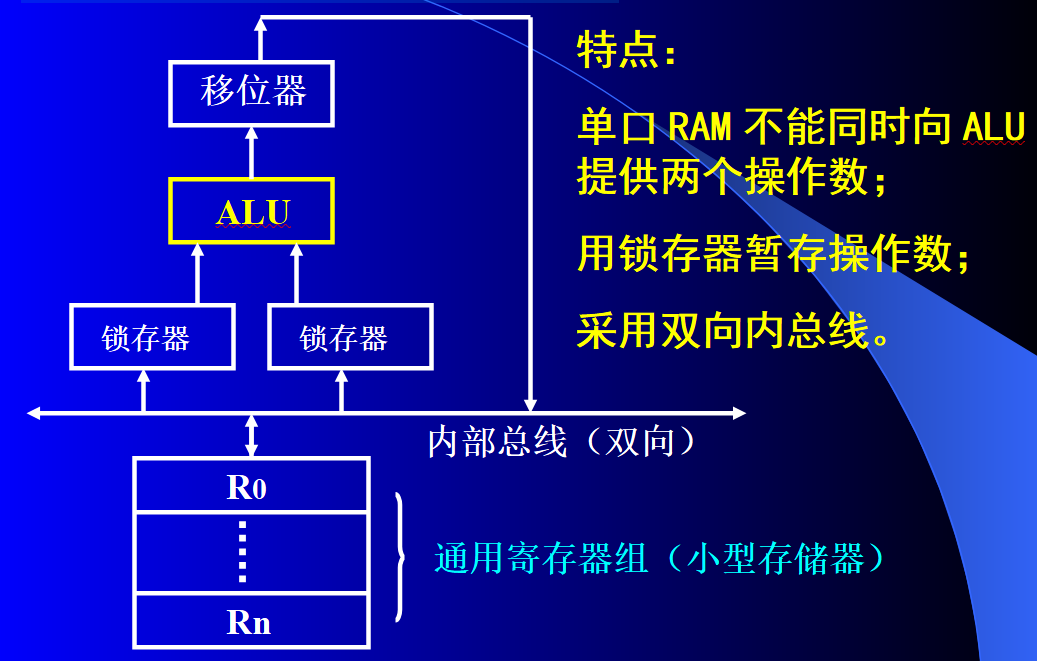 移位器
ALU
锁存器
锁存器
内部总线（双向）
R0
Rn
通用寄存器组（小型存储器）
特点：
单口 RAM 不能同时向 ALU
提供两个操作数；
用锁存器暂存操作数；
采用双向内总线。